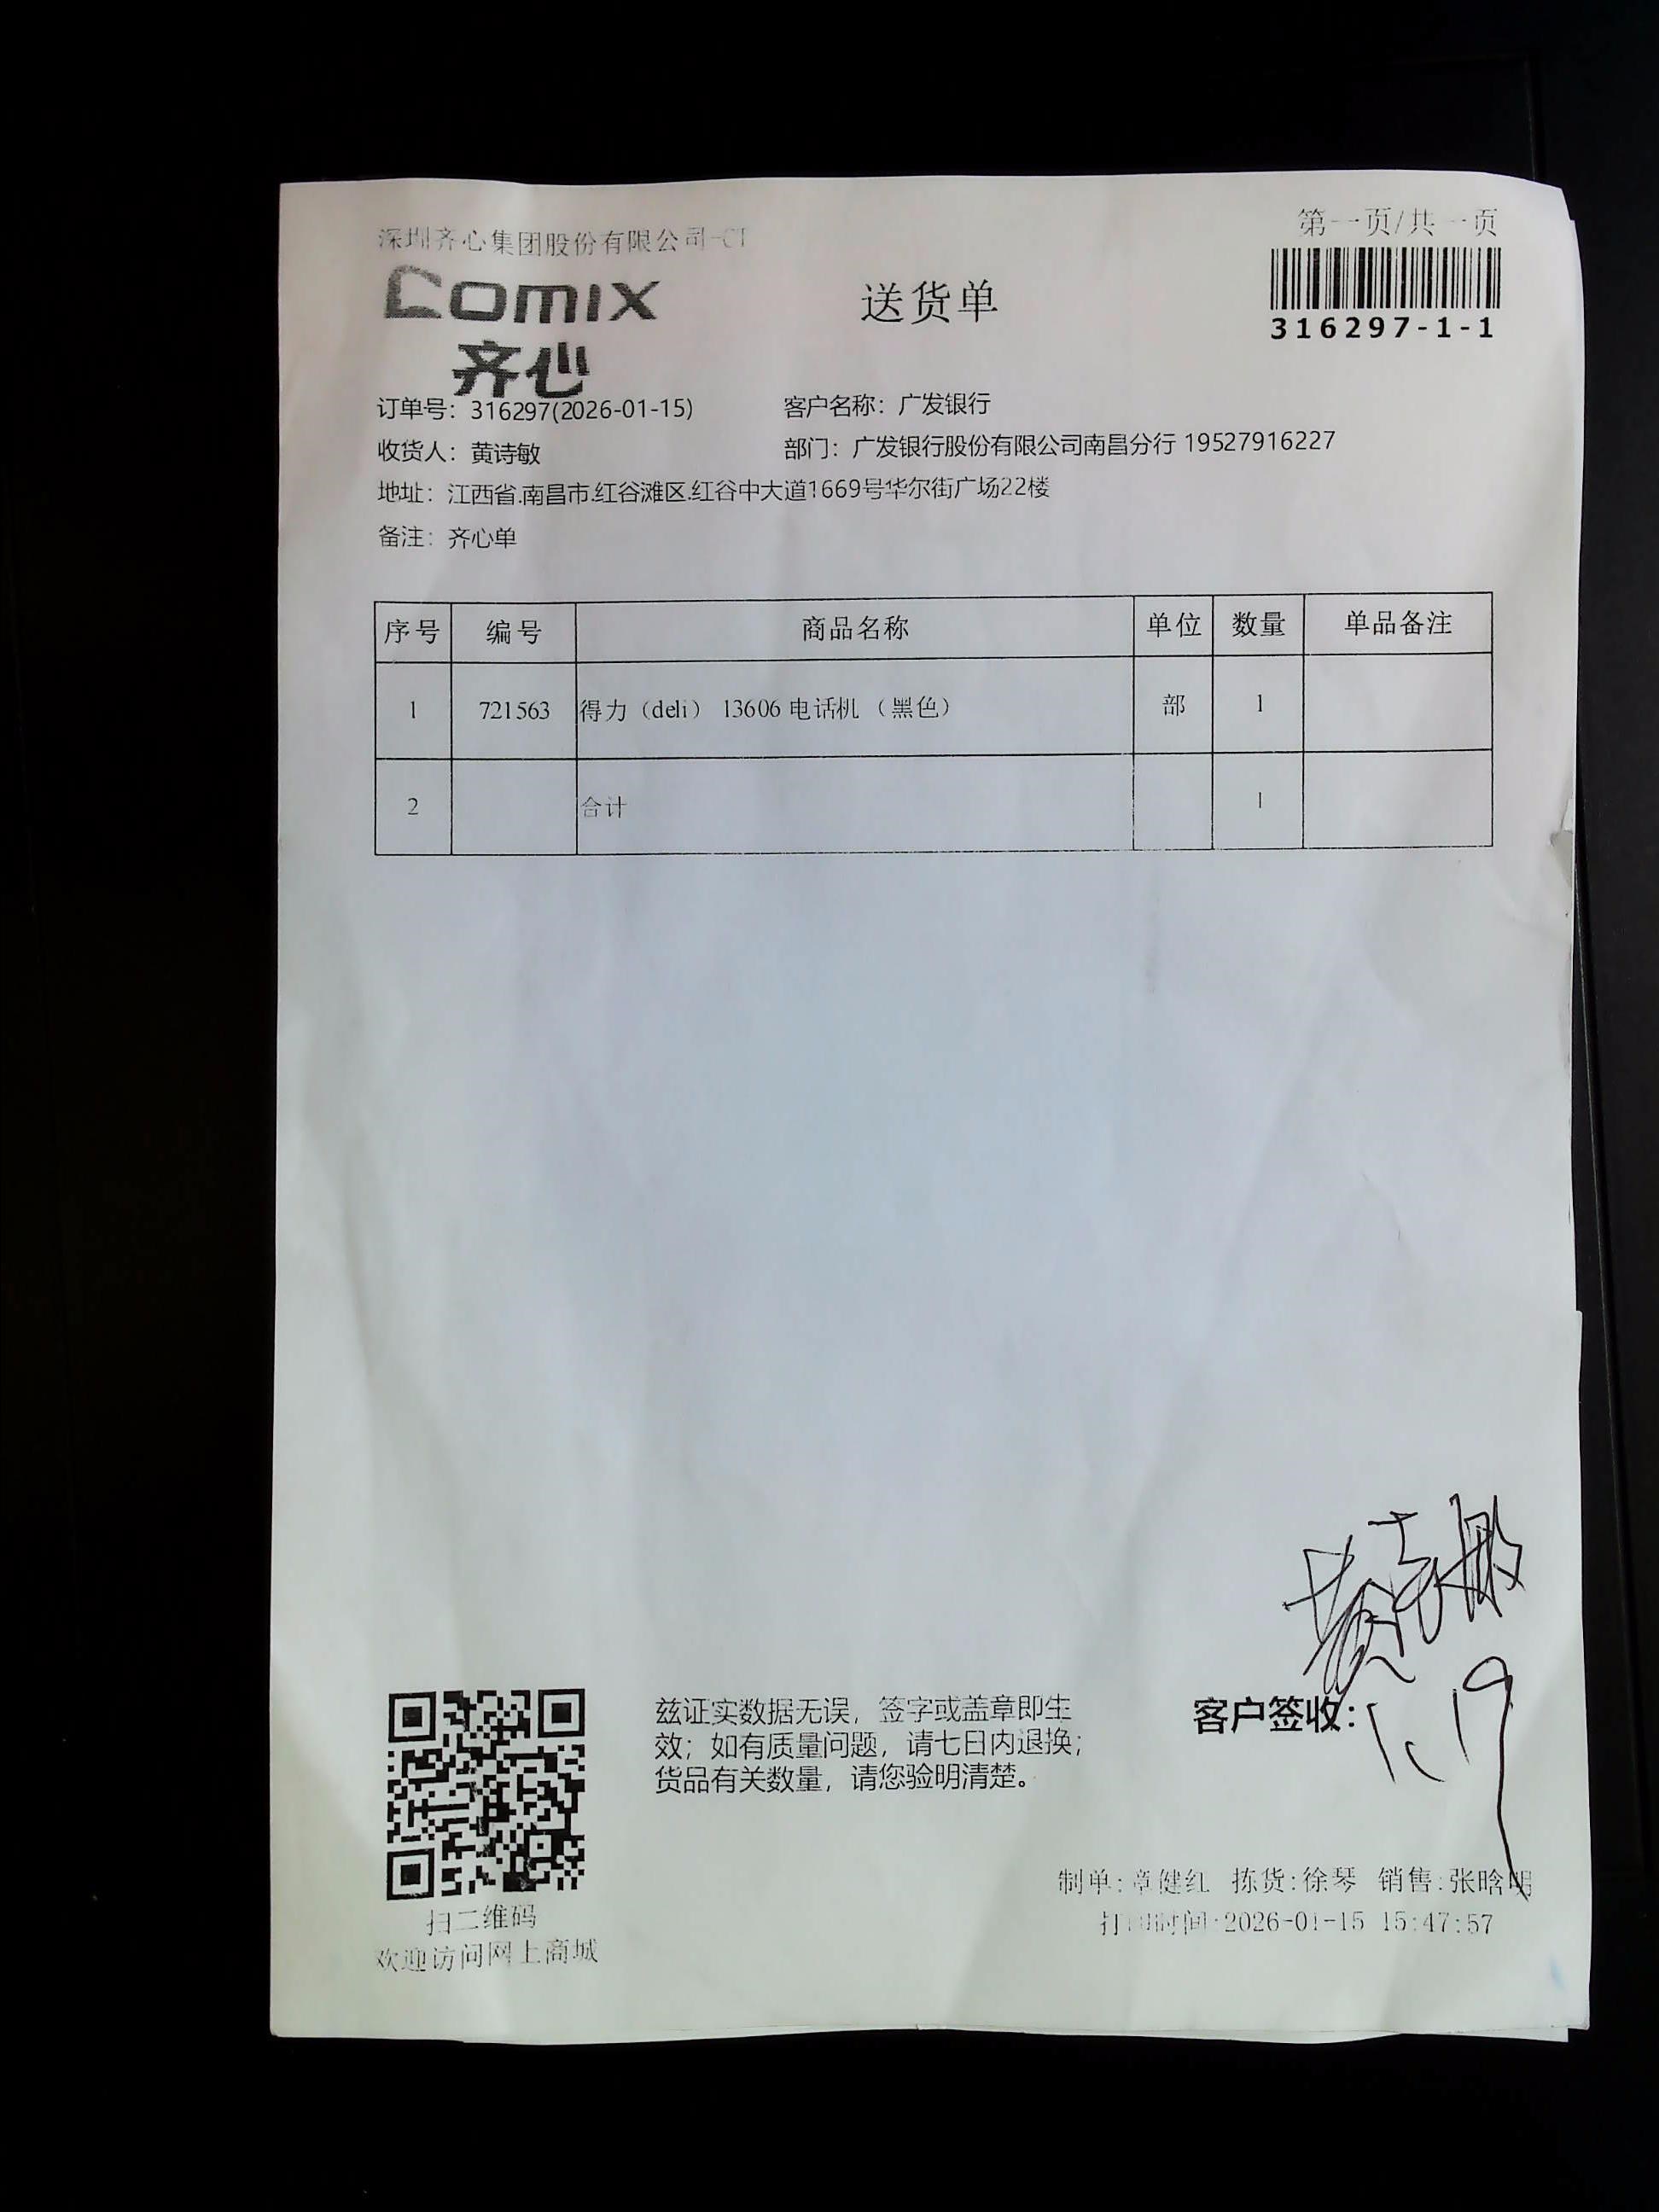 深圳齐心集团股份有限公司-CT
第一页/共一页
comix
齐心
送货单
316297-1-1
订单号：316297(2026-01-15)
客户名称：广发银行
收货人：黄诗敏
部门：广发银行股份有限公司南昌分行 19527916227
地址：江西省.南昌市.红谷滩区.红谷中大道1669号华尔街广场22楼
备注：齐心单
序号 编号 商品名称 单位 数量 单品备注
1 721563 得力（deli） 13606 电话机 （黑色） 部 1
2 合计 1
兹证实数据无误，签字或盖章即生
效；如有质量问题，请七日内退换；
货品有关数量，请您验明清楚。
客户签收：
1.19
扫二维码
欢迎访问网上商城
制单：章健红 拣货：徐琴 销售：张晗明
打印时间：2026-01-15 15:47:57